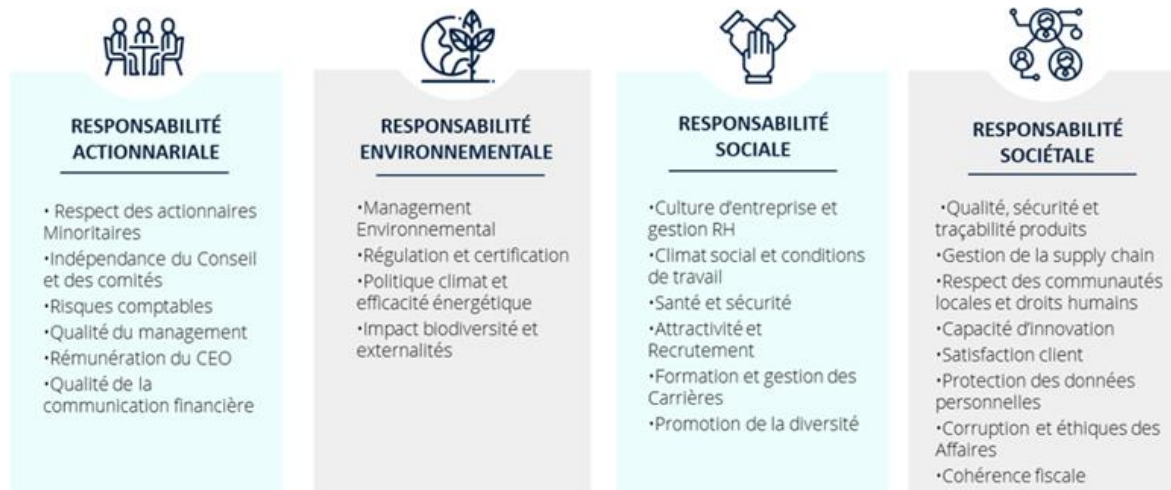 RESPONSABILITÉ
ACTIONNARIALE
• Respect des actionnaires
Minoritaires
•Indépendance du Conseil
et des comités
•Risques comptables
•Qualité du management
•Rémunération du CEO
•Qualité de la
communication financière
RESPONSABILITÉ
ENVIRONNEMENTALE
•Management
Environnemental
•Régulation et certification
•Politique climat et
efficacité énergétique
•Impact biodiversité et
externalités
RESPONSABILITÉ
SOCIALE
•Culture d'entreprise et
gestion RH
•Climat social et conditions
de travail
•Santé et sécurité
•Attractivité et
Recrutement
•Formation et gestion des
Carrières
•Promotion de la diversité
RESPONSABILITÉ
SOCIÉTALE
•Qualité, sécurité et
traçabilité produits
•Gestion de la supply chain
•Respect des communautés
locales et droits humains
•Capacité d'innovation
•Satisfaction client
•Protection des données
personnelles
•Corruption et éthiques des
Affaires
•Cohérence fiscale